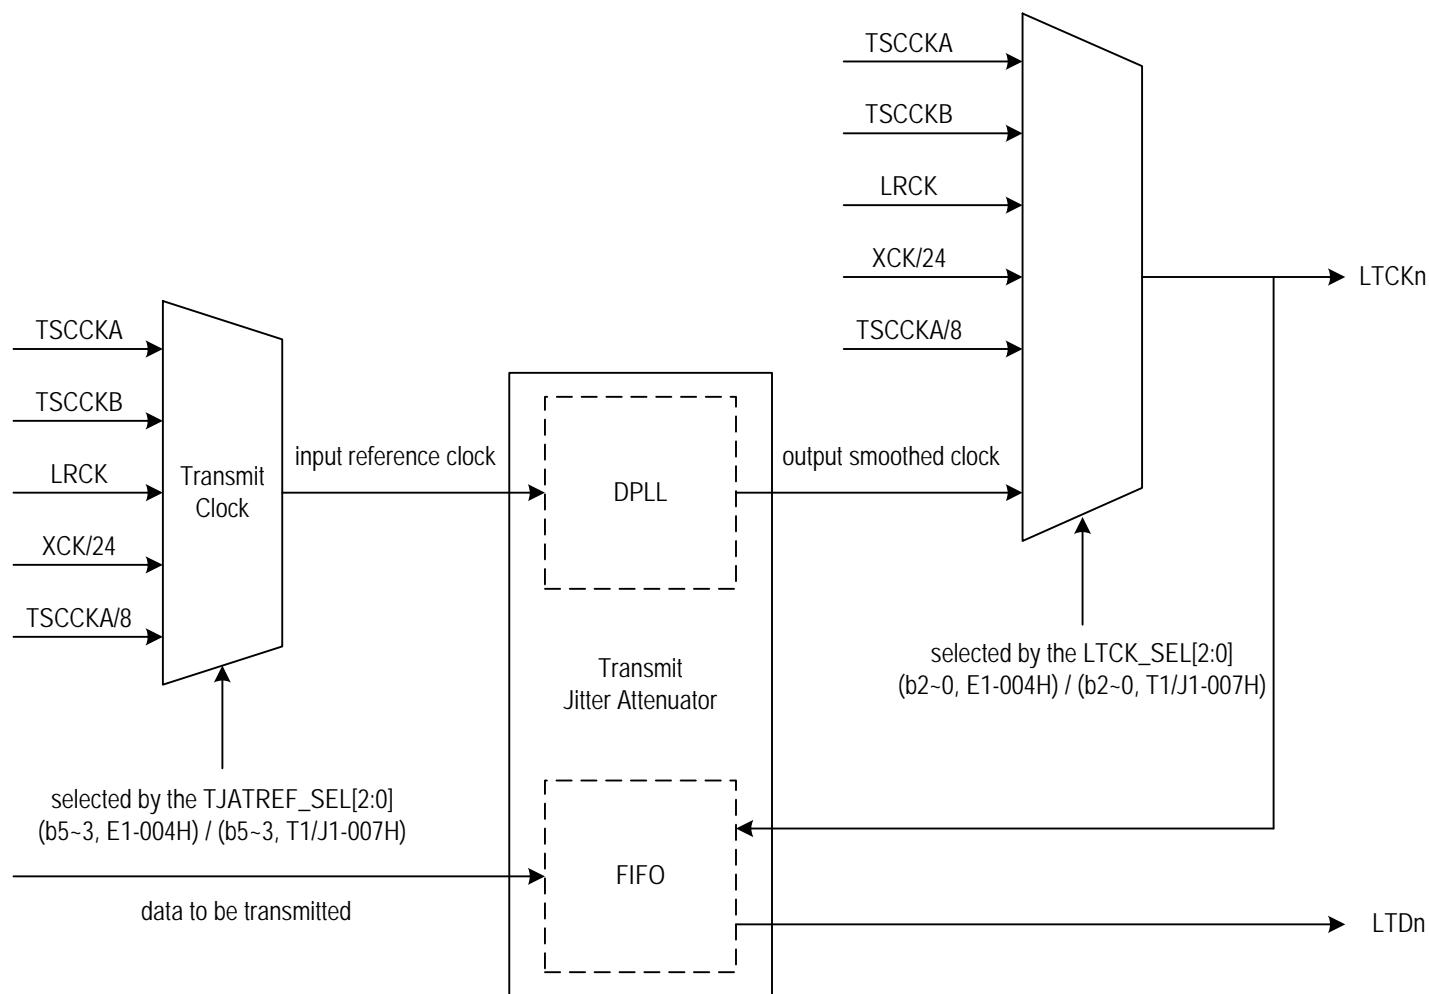 TSCCKA
TSCCKB
LRCK
XCK/24
TSCCKA/8
LTCKn
TSCCKA
TSCCKB
LRCK
XCK/24
TSCCKA/8
Transmit
Clock
input reference clock
DPLL
output smoothed clock
selected by the LTCK_SEL[2:0]
(b2~0, E1-004H) / (b2~0, T1/J1-007H)
Transmit
Jitter Attenuator
selected by the TJATREF_SEL[2:0]
(b5~3, E1-004H) / (b5~3, T1/J1-007H)
FIFO
data to be transmitted
LTDn